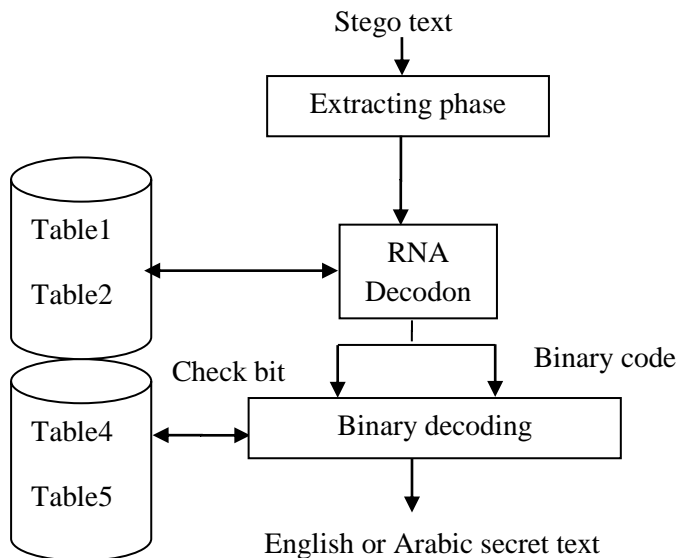 Stego text
Extracting phase
Table1
Table2
RNA
Decodon
Check bit
Binary code
Table4
Table5
Binary decoding
English or Arabic secret text